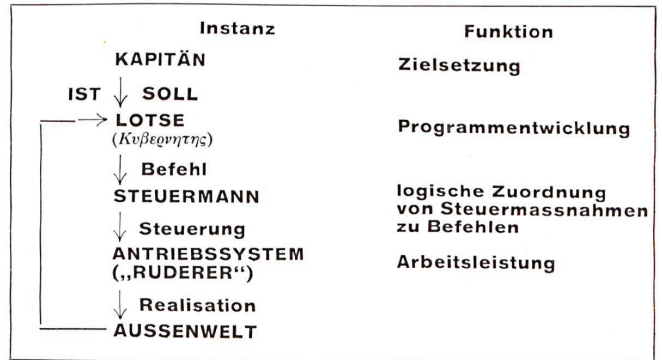 Instanz Funktion
KAPITÄN Zielsetzung
IST SOLL
LOTSE Programmentwicklung
(Κυβερνητης)
Befehl
STEUERMANN logische Zuordnung
von Steuermassnahmen
Steuerung zu Befehlen
ANTRIEBSSYSTEM Arbeitsleistung
(„RUDERER“)
Realisation
AUSSENWELT